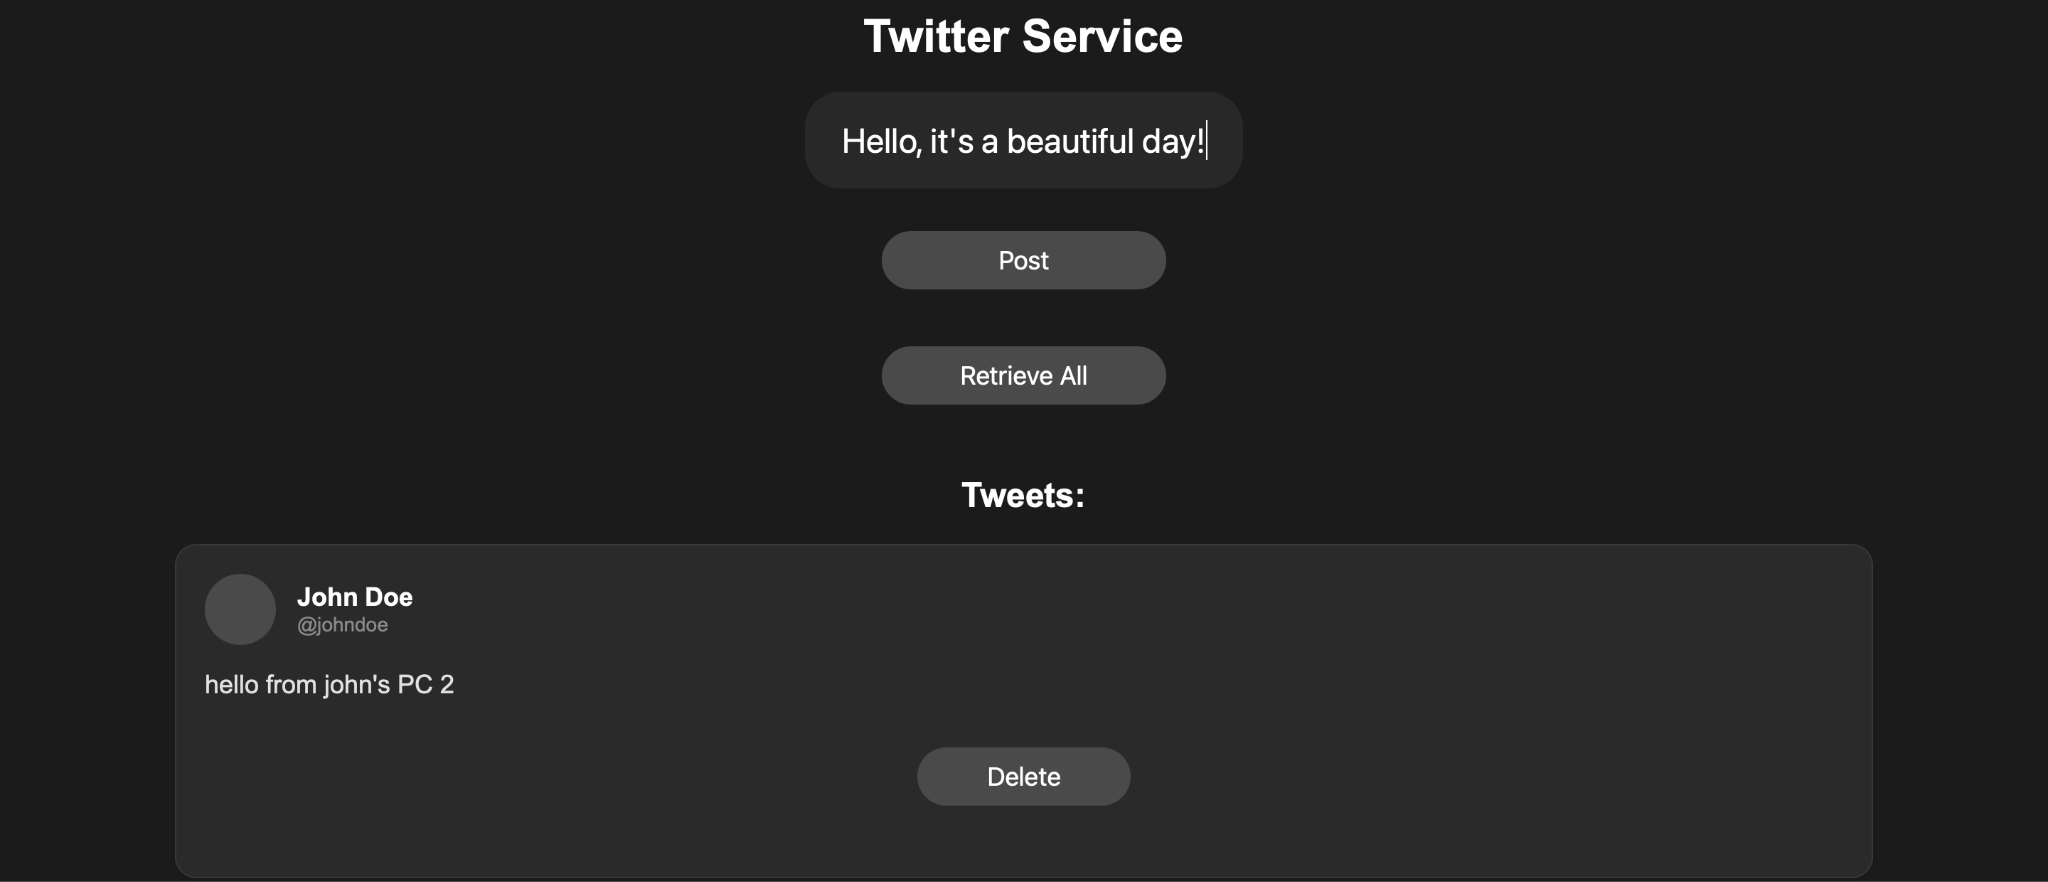 Twitter Service
Hello, it's a beautiful day!
Post
Retrieve All
Tweets:
John Doe
@johndoe
hello from john's PC 2
Delete